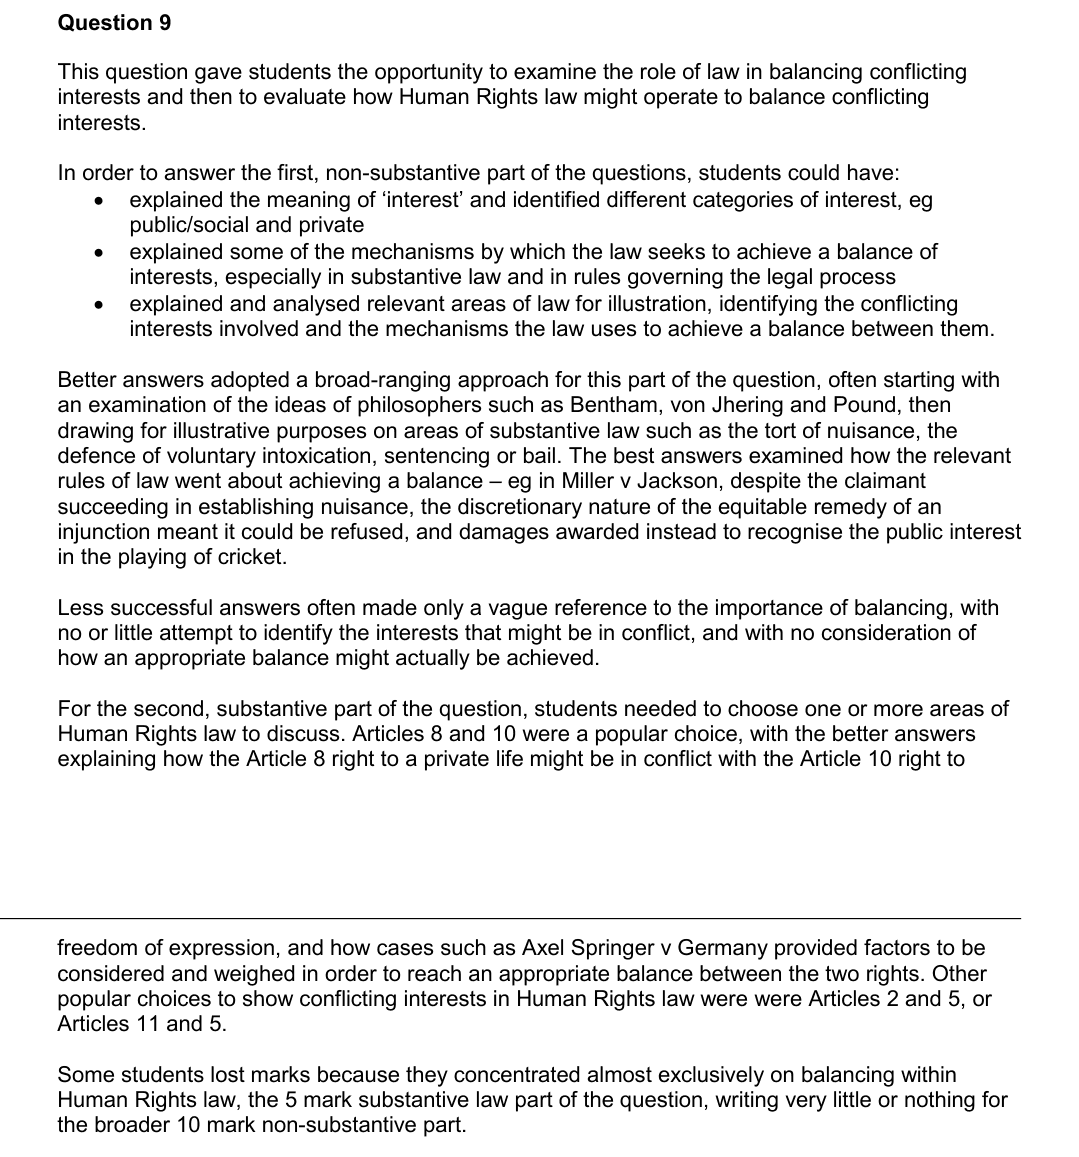 Question 9
This question gave students the opportunity to examine the role of law in balancing conflicting
interests and then to evaluate how Human Rights law might operate to balance conflicting
interests.
In order to answer the first, non-substantive part of the questions, students could have:
• explained the meaning of ‘interest’ and identified different categories of interest, eg
public/social and private
• explained some of the mechanisms by which the law seeks to achieve a balance of
interests, especially in substantive law and in rules governing the legal process
• explained and analysed relevant areas of law for illustration, identifying the conflicting
interests involved and the mechanisms the law uses to achieve a balance between them.
Better answers adopted a broad-ranging approach for this part of the question, often starting with
an examination of the ideas of philosophers such as Bentham, von Jhering and Pound, then
drawing for illustrative purposes on areas of substantive law such as the tort of nuisance, the
defence of voluntary intoxication, sentencing or bail. The best answers examined how the relevant
rules of law went about achieving a balance – eg in Miller v Jackson, despite the claimant
succeeding in establishing nuisance, the discretionary nature of the equitable remedy of an
injunction meant it could be refused, and damages awarded instead to recognise the public interest
in the playing of cricket.
Less successful answers often made only a vague reference to the importance of balancing, with
no or little attempt to identify the interests that might be in conflict, and with no consideration of
how an appropriate balance might actually be achieved.
For the second, substantive part of the question, students needed to choose one or more areas of
Human Rights law to discuss. Articles 8 and 10 were a popular choice, with the better answers
explaining how the Article 8 right to a private life might be in conflict with the Article 10 right to
freedom of expression, and how cases such as Axel Springer v Germany provided factors to be
considered and weighed in order to reach an appropriate balance between the two rights. Other
popular choices to show conflicting interests in Human Rights law were were Articles 2 and 5, or
Articles 11 and 5.
Some students lost marks because they concentrated almost exclusively on balancing within
Human Rights law, the 5 mark substantive law part of the question, writing very little or nothing for
the broader 10 mark non-substantive part.